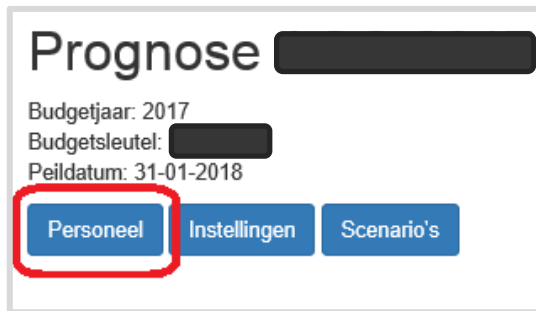 Prognose
Budgetjaar: 2017
Budgetsleutel:
Peildatum: 31-01-2018
Personeel Instellingen Scenario's